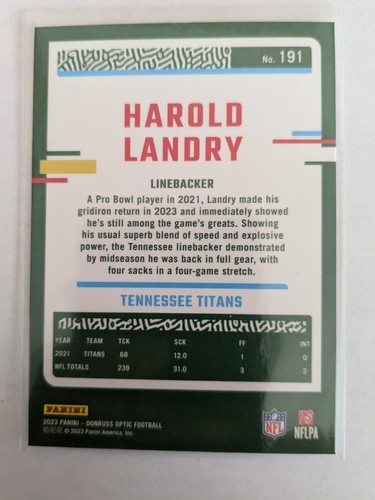 No. 191
HAROLD
LANDRY
LINEBACKER
A Pro Bowl player in 2021, Landry made his
gridiron return in 2023 and immediately showed
he's still among the game's greats. Showing
his usual superb blend of speed and explosive
power, the Tennessee linebacker demonstrated
by midseason he was back in full gear, with
four sacks in a four-game stretch.
TENNESSEE TITANS
YEAR TEAM TCK SCK FF INT
2021 TITANS 68 12.0 1 0
NFL TOTALS 239 31.0 3 2
PANINI
2023 PANINI - DONRUSS OPTIC FOOTBALL
© 2023 Panini America, Inc.
NFL
NFLPA